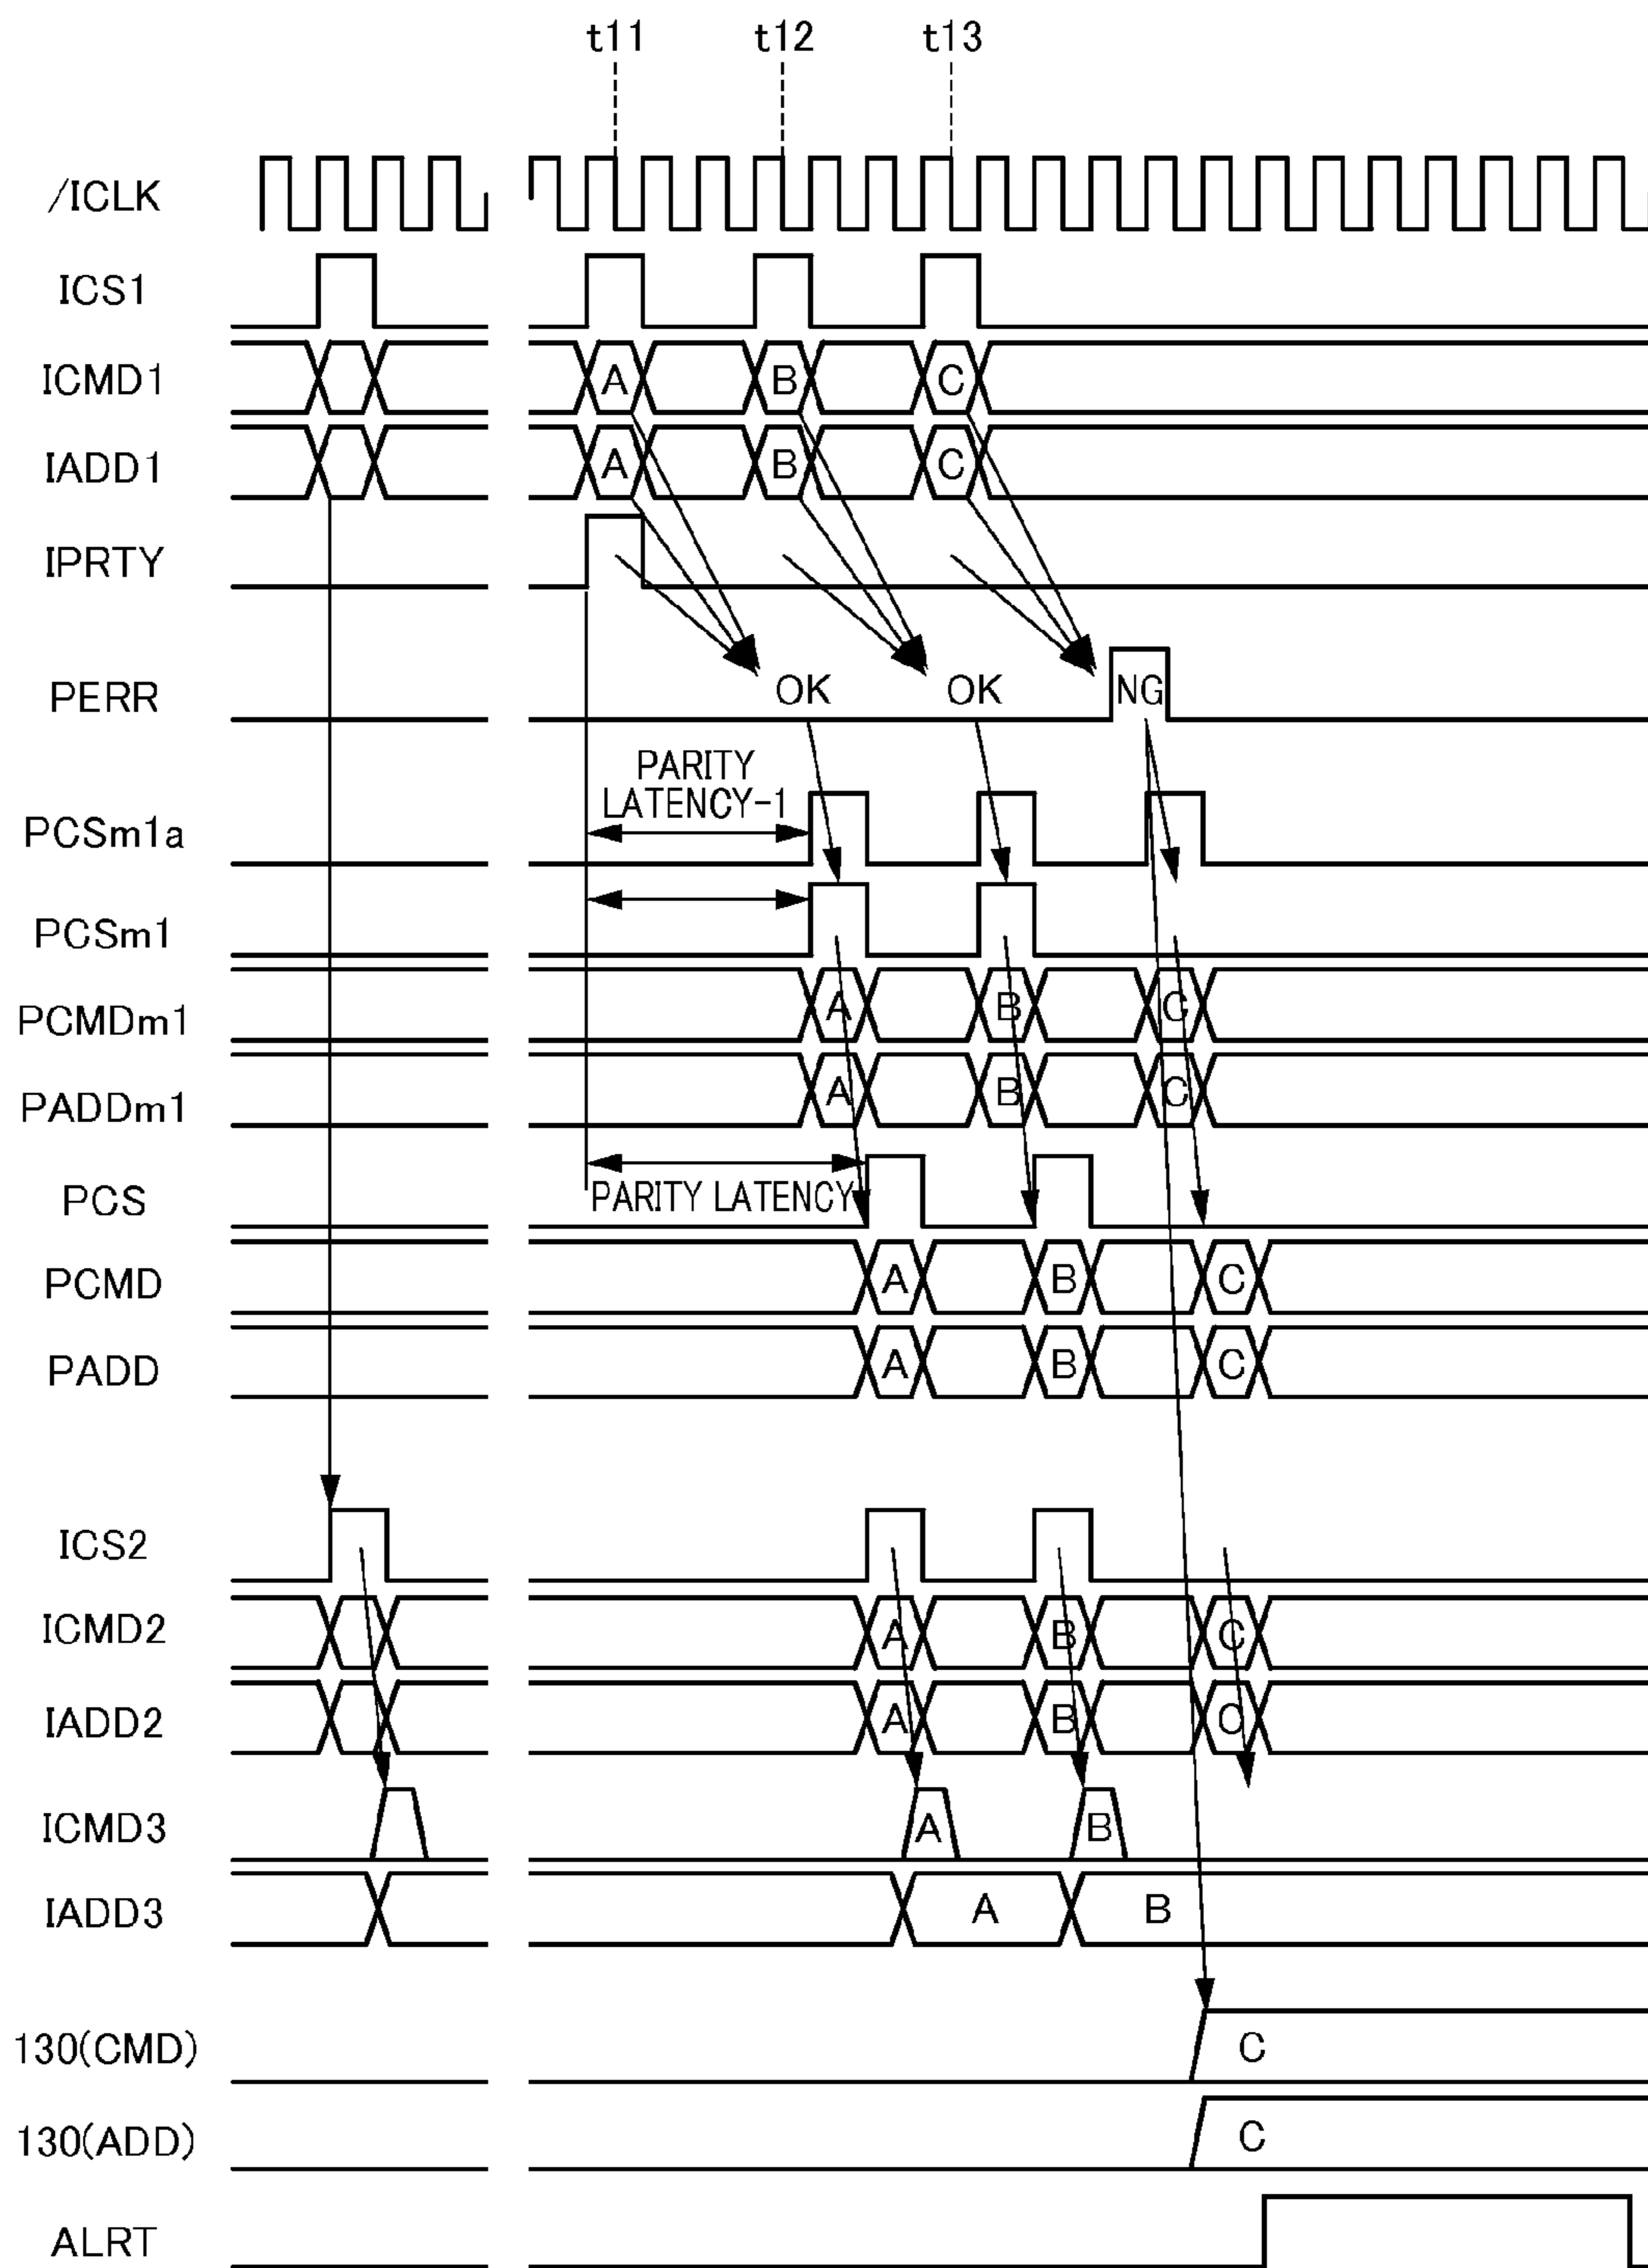 t11 t12 t13
/ICLK
ICS1
ICMD1 A B C
IADD1 A B C
IPRTY
PERR OK OK NG
PARITY
LATENCY-1
PCSm1a
PCSm1
PCMDm1 A B C
PADDm1 A B C
PCS PARITY LATENCY
PCMD A B C
PADD A B C
ICS2
ICMD2 A B C
IADD2 A B C
ICMD3 A B
IADD3 A B
130(CMD) C
130(ADD) C
ALRT